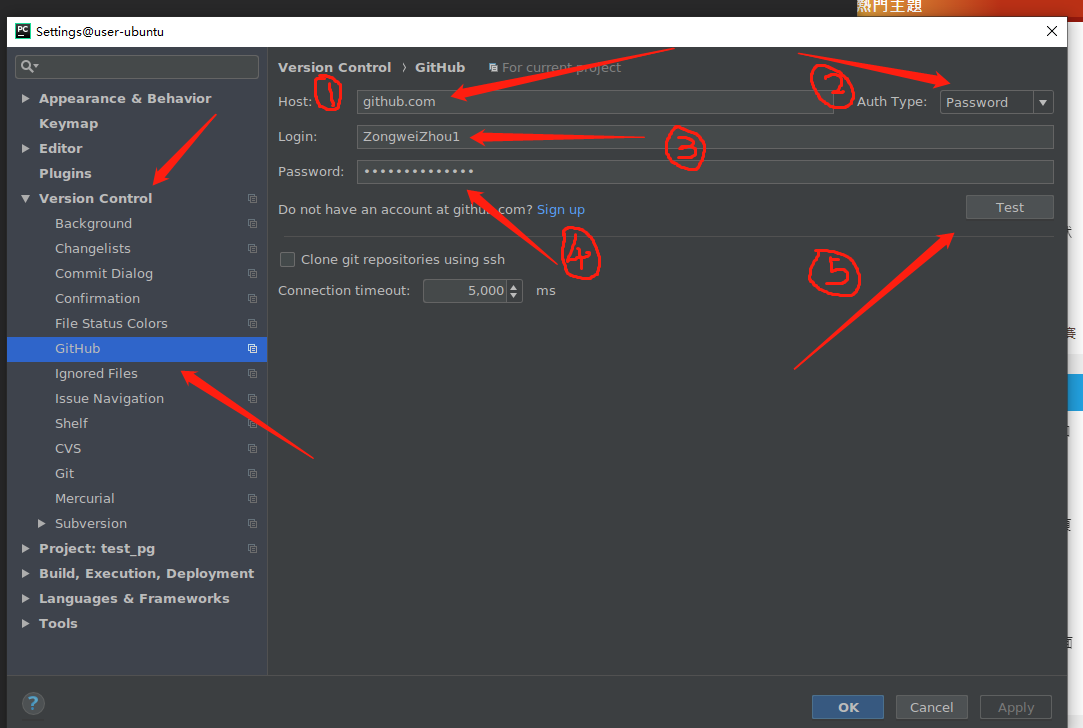 熱門主題
PC Settings@user-ubuntu
Version Control › GitHub For current project
Host: github.com Auth Type: Password
Login: ZongweiZhou1
Password: ••••••••••••••
Do not have an account at github.com? Sign up
Test
Clone git repositories using ssh
Connection timeout: 5,000 ms
Appearance & Behavior
Keymap
Editor
Plugins
Version Control
Background
Changelists
Commit Dialog
Confirmation
File Status Colors
GitHub
Ignored Files
Issue Navigation
Shelf
CVS
Git
Mercurial
Subversion
Project: test_pg
Build, Execution, Deployment
Languages & Frameworks
Tools
1
2
3
4
5
?
OK Cancel Apply